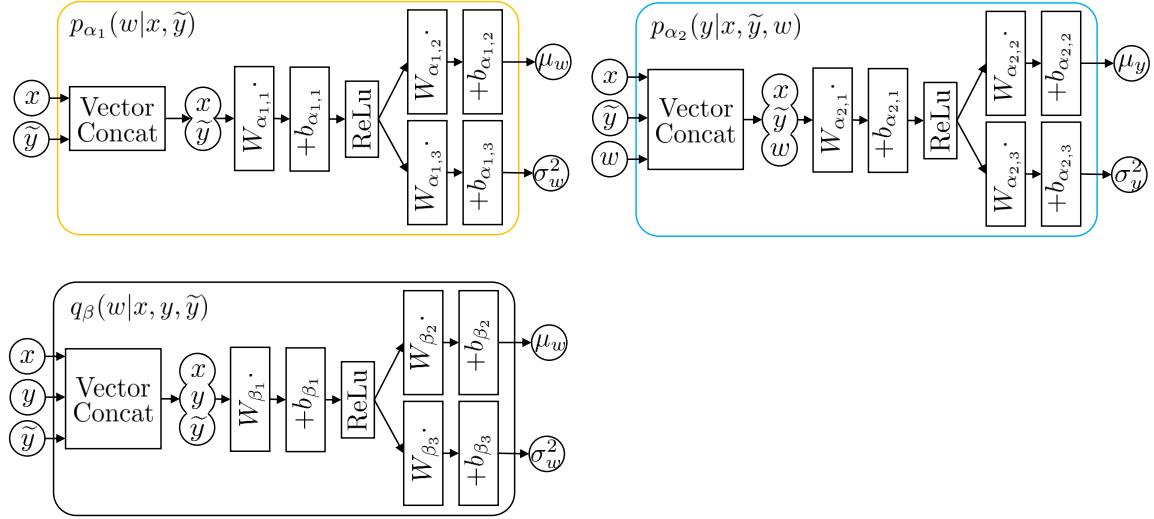 p_{α_1}(w|x, ỹ)
x
ỹ
Vector
Concat
x
ỹ
W_{α_{1,1}}·
+b_{α_{1,1}}
ReLu
W_{α_{1,2}}·
+b_{α_{1,2}}
μ_w
W_{α_{1,3}}·
+b_{α_{1,3}}
σ_w^2
p_{α_2}(y|x, ỹ, w)
x
ỹ
w
Vector
Concat
x
ỹ
w
W_{α_{2,1}}·
+b_{α_{2,1}}
ReLu
W_{α_{2,2}}·
+b_{α_{2,2}}
μ_y
W_{α_{2,3}}·
+b_{α_{2,3}}
σ_y^2
q_β(w|x, y, ỹ)
x
y
ỹ
Vector
Concat
x
y
ỹ
W_{β_1}·
+b_{β_1}
ReLu
W_{β_2}·
+b_{β_2}
μ_w
W_{β_3}·
+b_{β_3}
σ_w^2